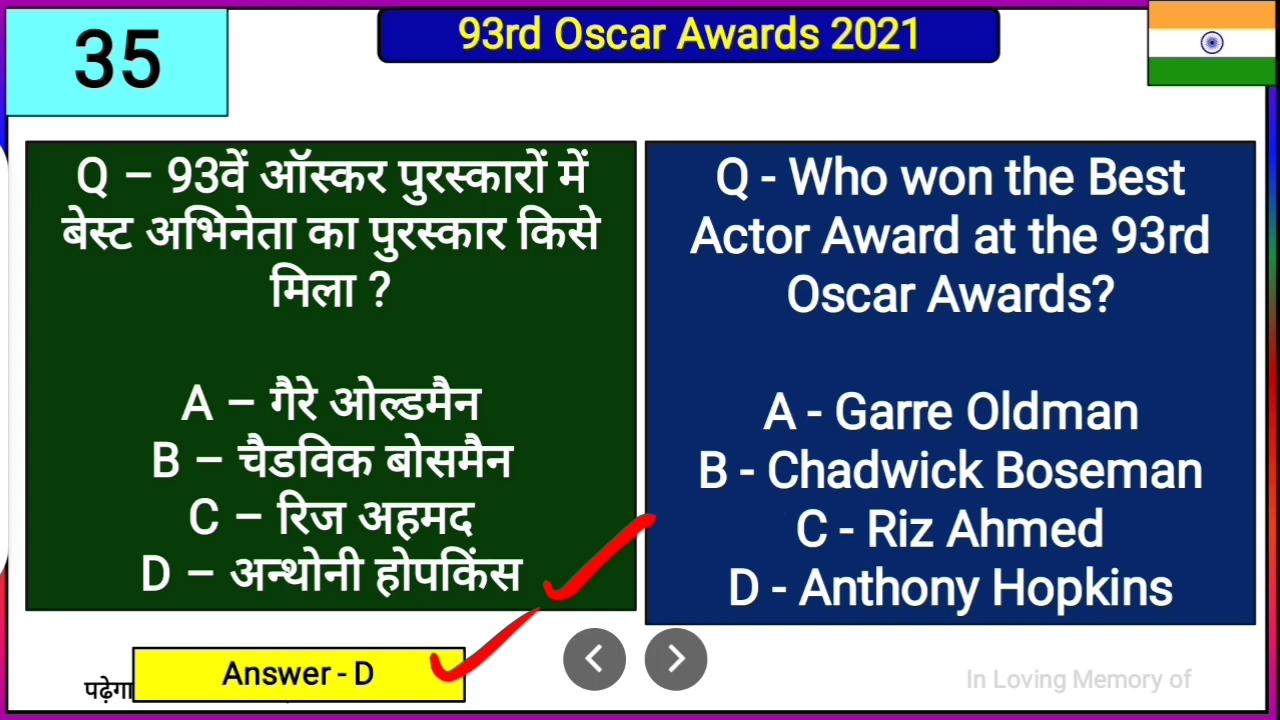 35
93rd Oscar Awards 2021
Q – 93वें ऑस्कर पुरस्कारों में
बेस्ट अभिनेता का पुरस्कार किसे
मिला ?
A – गैरे ओल्डमैन
B – चैडविक बोसमैन
C – रिज अहमद
D – अन्थोनी होपकिंस
Q - Who won the Best
Actor Award at the 93rd
Oscar Awards?
A - Garre Oldman
B - Chadwick Boseman
C - Riz Ahmed
D - Anthony Hopkins
पढ़ेगा
Answer - D
In Loving Memory of